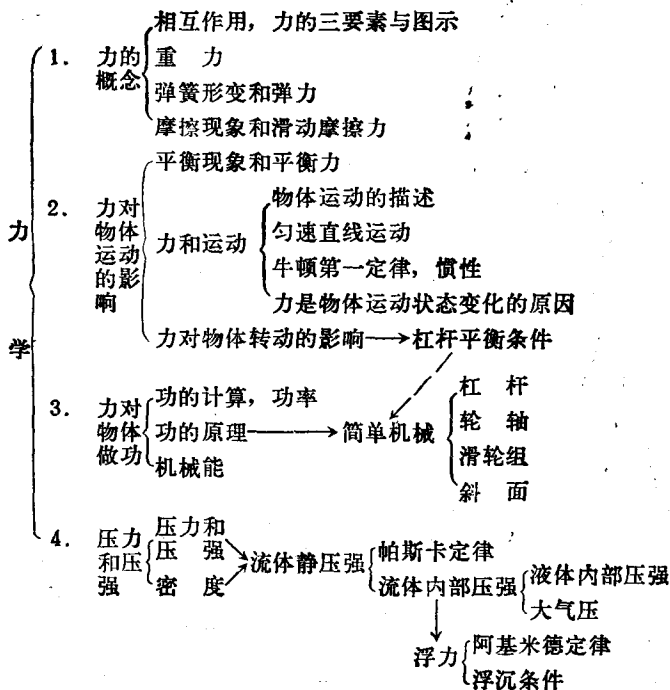 相互作用，力的三要素与图示
1. 力的概念
重 力
弹簧形变和弹力
摩擦现象和滑动摩擦力
平衡现象和平衡力
2. 力对物体运动的影响
物体运动的描述
力和运动
匀速直线运动
牛顿第一定律，惯性
力是物体运动状态变化的原因
力对物体转动的影响
杠杆平衡条件
力学
3. 力对物体做功
功的计算，功率
功的原理
简单机械
杠 杆
轮 轴
滑轮组
斜 面
机械能
4. 压力和压强
压力和压 强
密 度
流体静压强
帕斯卡定律
流体内部压强
液体内部压强
大气压
浮力
阿基米德定律
浮沉条件